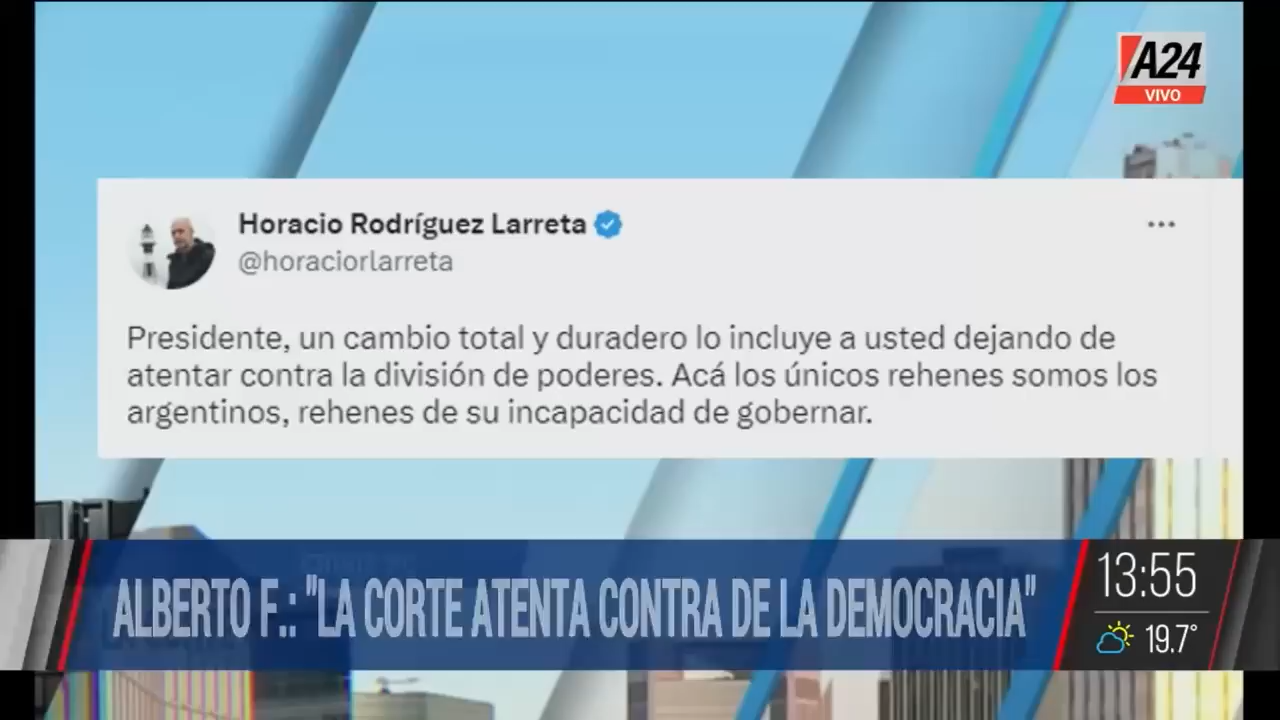 A24
VIVO
Horacio Rodríguez Larreta
@horaciorlarreta
Presidente, un cambio total y duradero lo incluye a usted dejando de
atentar contra la división de poderes. Acá los únicos rehenes somos los
argentinos, rehenes de su incapacidad de gobernar.
ALBERTO F.: "LA CORTE ATENTA CONTRA DE LA DEMOCRACIA"
13:55
19.7°